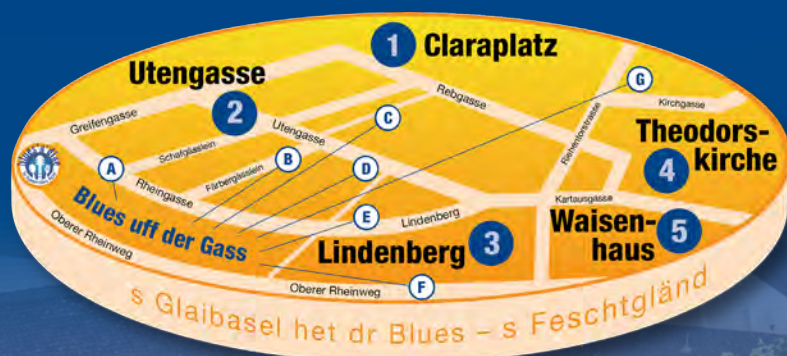 1 Claraplatz
Utengasse
2
G
Rebgasse
Kirchgasse
Greifengasse
Utengasse
C
Riehentorstrasse
Theodors-
kirche
4
Schafgässlein
B
D
A
Rheingasse
Färbergässlein
Kartausgasse
Blues uff der Gass
E
Lindenberg
Waisen-
haus
5
Lindenberg 3
Oberer Rheinweg
F
Oberer Rheinweg
s Glaibasel het dr Blues – s Feschtgländ